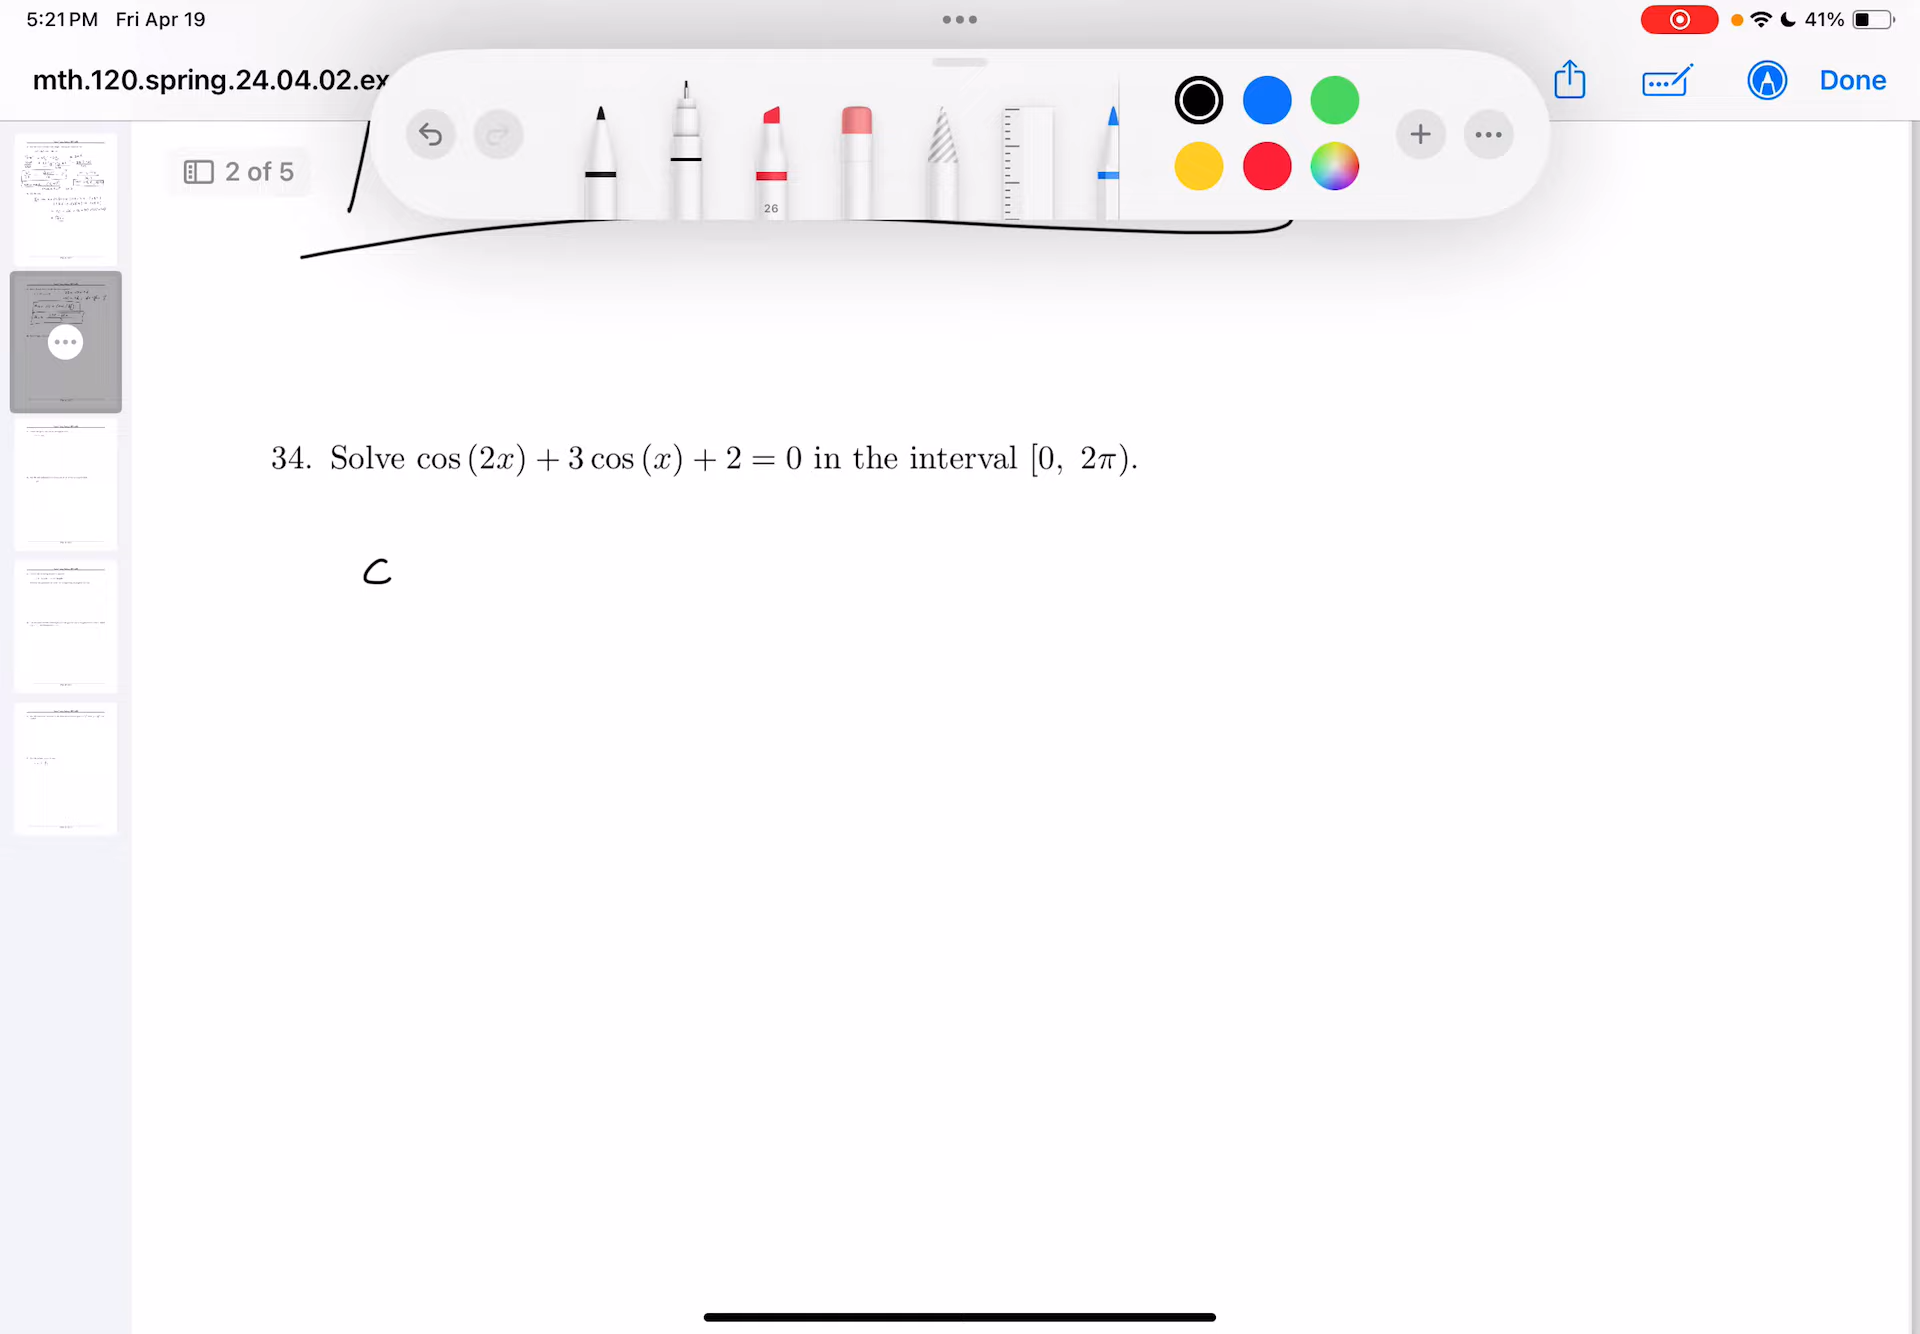 5:21 PM Fri Apr 19
41%
mth.120.spring.24.04.02.ex
Done
26
2 of 5
34. Solve cos (2x) + 3 cos (x) + 2 = 0 in the interval [0, 2π).
C